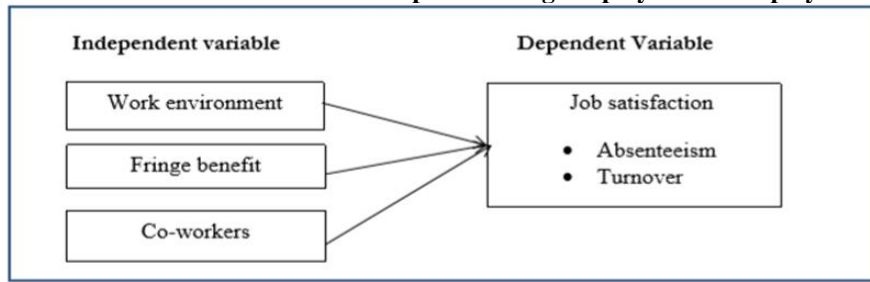 Independent variable
Dependent Variable
Work environment
Fringe benefit
Co-workers
Job satisfaction
• Absenteeism
• Turnover